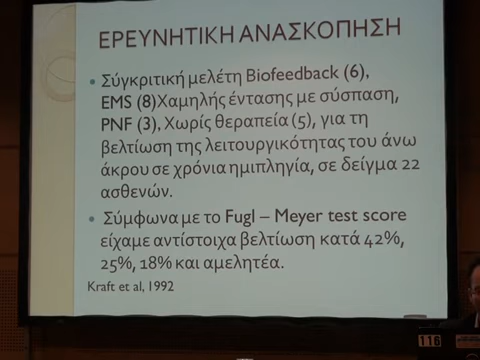 ΕΡΕΥΝΗΤΙΚΗ ΑΝΑΣΚΟΠΗΣΗ
• Σύγκριτική μελέτη Biofeedback (6),
EMS (8)Χαμηλής έντασης με σύσπαση,
PNF (3), Χωρίς θεραπεία (5), για τη
βελτίωση της λειτουργικότητας του άνω
άκρου σε χρόνια ημιπληγία, σε δείγμα 22
ασθενών.
• Σύμφωνα με το Fugl – Meyer test score
είχαμε αντίστοιχα βελτίωση κατά 42%,
25%, 18% και αμελητέα.
Kraft et al, 1992
116